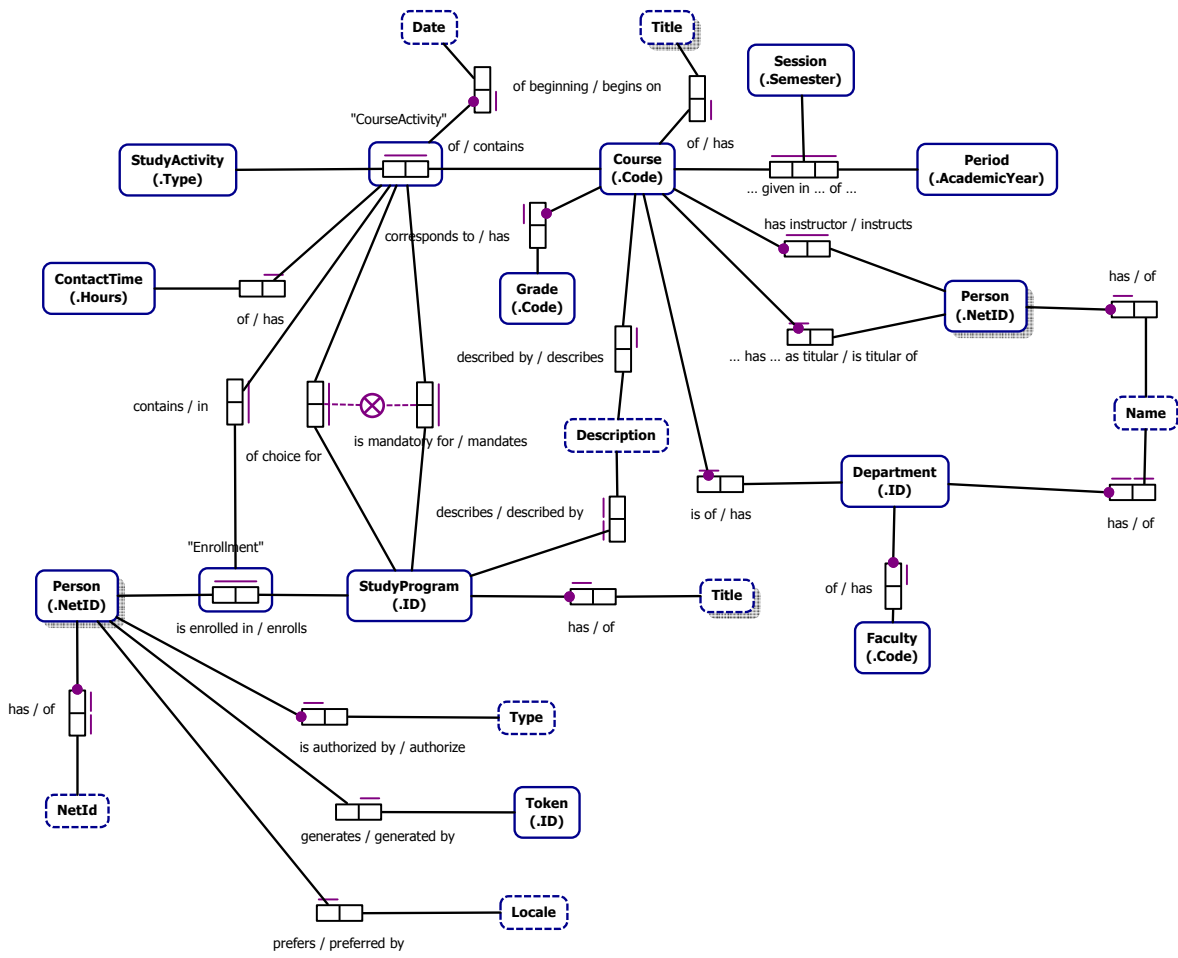 Date
Title
Session
(.Semester)
of beginning / begins on
"CourseActivity"
of / contains
of / has
StudyActivity
(.Type)
Course
(.Code)
Period
(.AcademicYear)
... given in ... of ...
has instructor / instructs
corresponds to / has
ContactTime
(.Hours)
of / has
Grade
(.Code)
Person
(.NetID)
has / of
described by / describes
... has ... as titular / is titular of
contains / in
is mandatory for / mandates
of choice for
Description
Name
Department
(.ID)
is of / has
describes / described by
has / of
"Enrollment"
Person
(.NetID)
StudyProgram
(.ID)
Title
of / has
is enrolled in / enrolls
has / of
Faculty
(.Code)
has / of
Type
is authorized by / authorize
NetId
Token
(.ID)
generates / generated by
Locale
prefers / preferred by